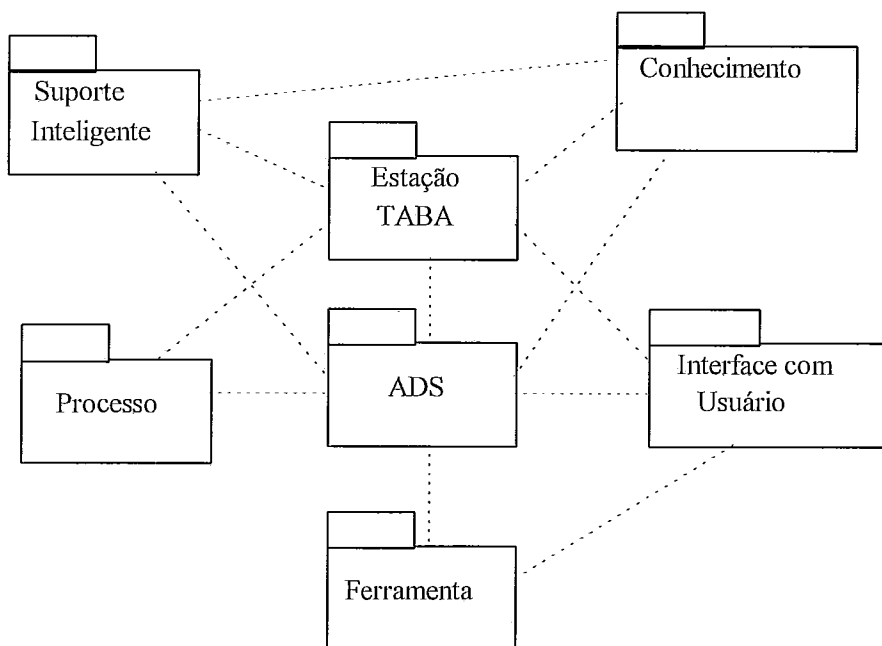 Suporte
Inteligente
Conhecimento
Estação
TABA
Processo
ADS
Interface com
Usuário
Ferramenta